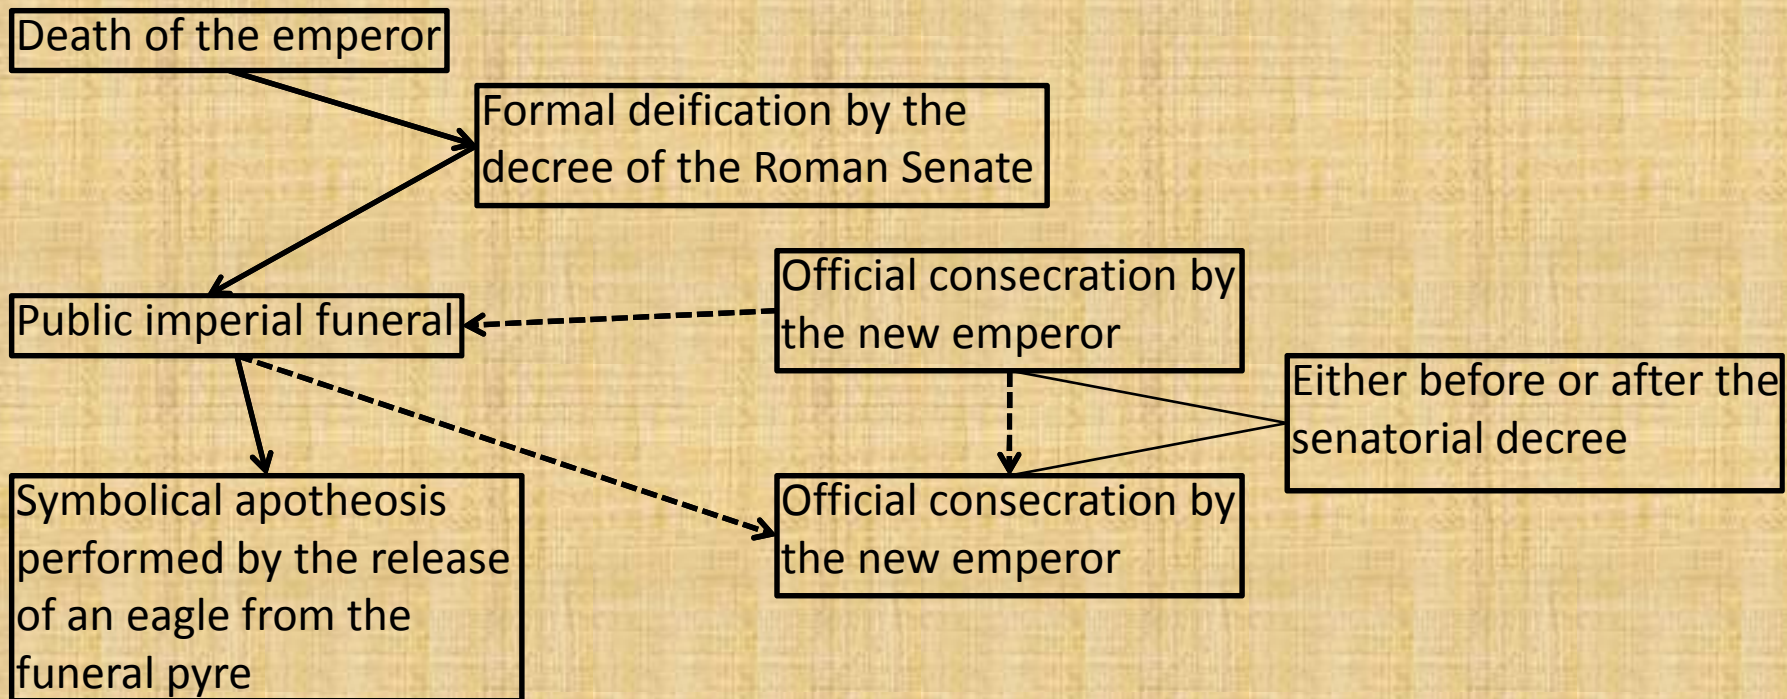 Death of the emperor
Formal deification by the
decree of the Roman Senate
Public imperial funeral
Official consecration by
the new emperor
Either before or after the
senatorial decree
Symbolical apotheosis
performed by the release
of an eagle from the
funeral pyre
Official consecration by
the new emperor